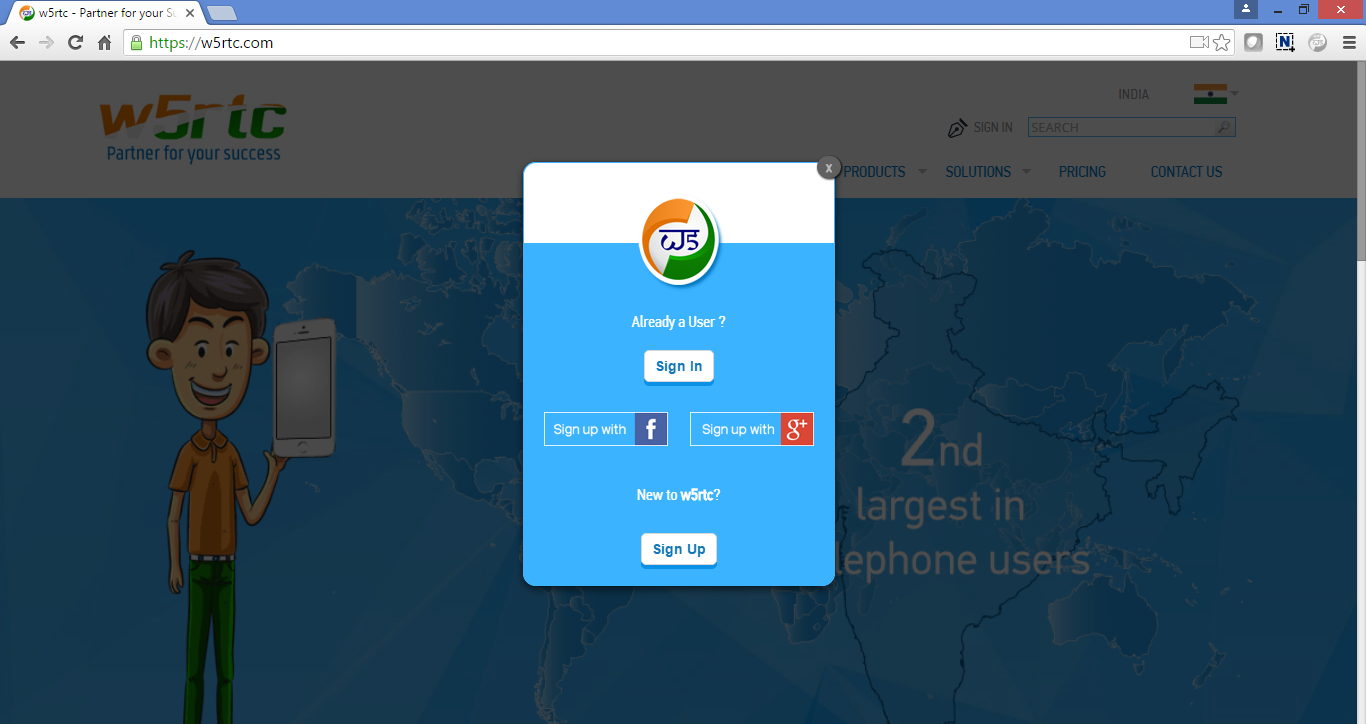 w5rtc - Partner for your Su
https://w5rtc.com
w5rtc
Partner for your success
INDIA
SIGN IN
SEARCH
PRODUCTS
SOLUTIONS
PRICING
CONTACT US
x
Already a User ?
Sign In
Sign up with f
Sign up with g+
New to w5rtc?
Sign Up
2nd
largest in
lephone users